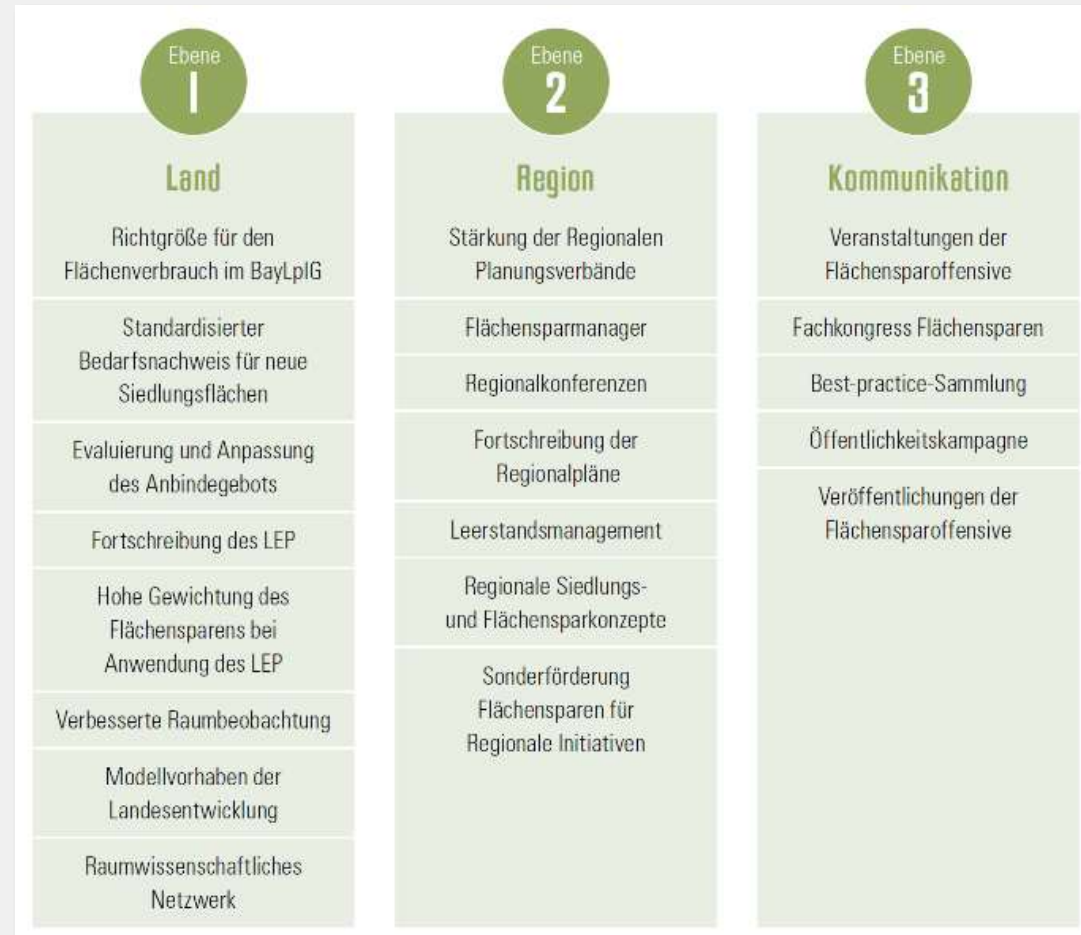 Ebene
1
Land
Richtgröße für den
Flächenverbrauch im BayLplG
Standardisierter
Bedarfsnachweis für neue
Siedlungsflächen
Evaluierung und Anpassung
des Anbindegebots
Fortschreibung des LEP
Hohe Gewichtung des
Flächensparens bei
Anwendung des LEP
Verbesserte Raumbeobachtung
Modellvorhaben der
Landesentwicklung
Raumwissenschaftliches
Netzwerk
Ebene
2
Region
Stärkung der Regionalen
Planungsverbände
Flächensparmanager
Regionalkonferenzen
Fortschreibung der
Regionalpläne
Leerstandsmanagement
Regionale Siedlungs-
und Flächensparkonzepte
Sonderförderung
Flächensparen für
Regionale Initiativen
Ebene
3
Kommunikation
Veranstaltungen der
Flächensparoffensive
Fachkongress Flächensparen
Best-practice-Sammlung
Öffentlichkeitskampagne
Veröffentlichungen der
Flächensparoffensive